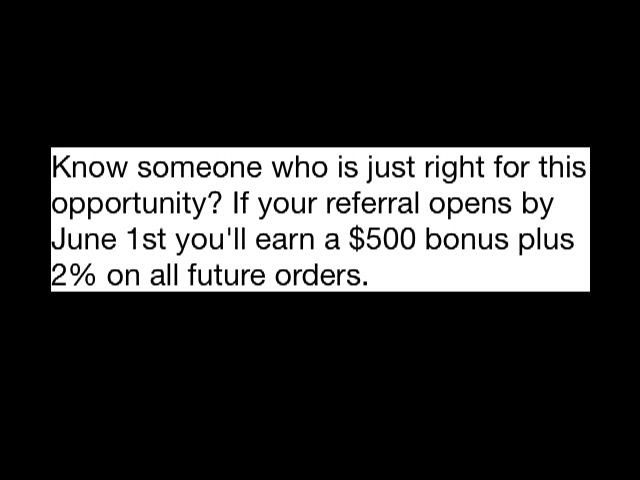 Know someone who is just right for this
opportunity? If your referral opens by
June 1st you'll earn a $500 bonus plus
2% on all future orders.